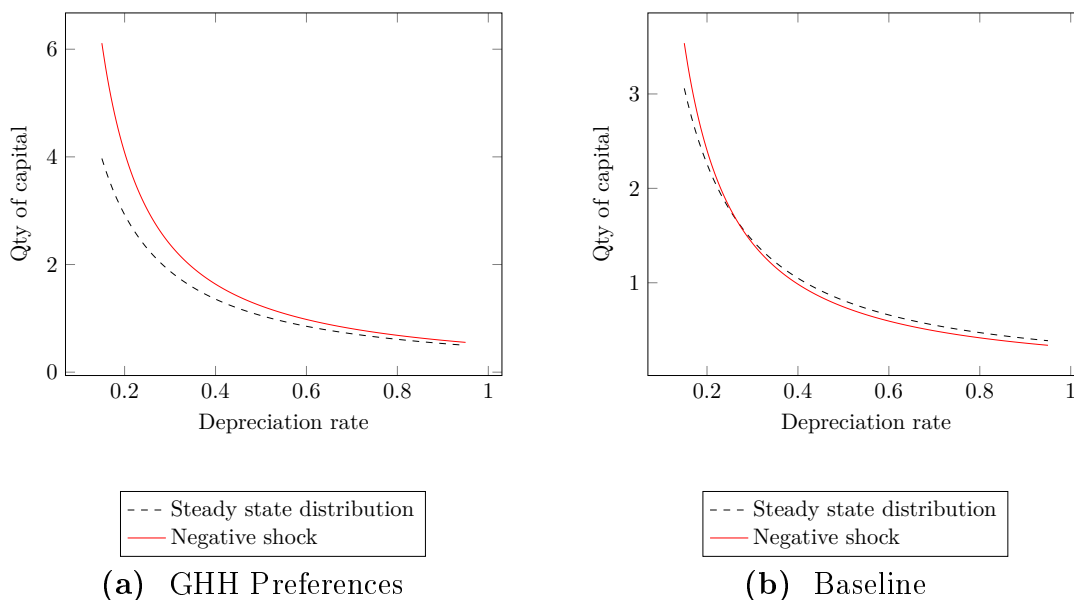 6
4
2
0
0.2 0.4 0.6 0.8 1
Qty of capital
Depreciation rate
Steady state distribution
Negative shock
(a) GHH Preferences
3
2
1
0.2 0.4 0.6 0.8 1
Qty of capital
Depreciation rate
Steady state distribution
Negative shock
(b) Baseline